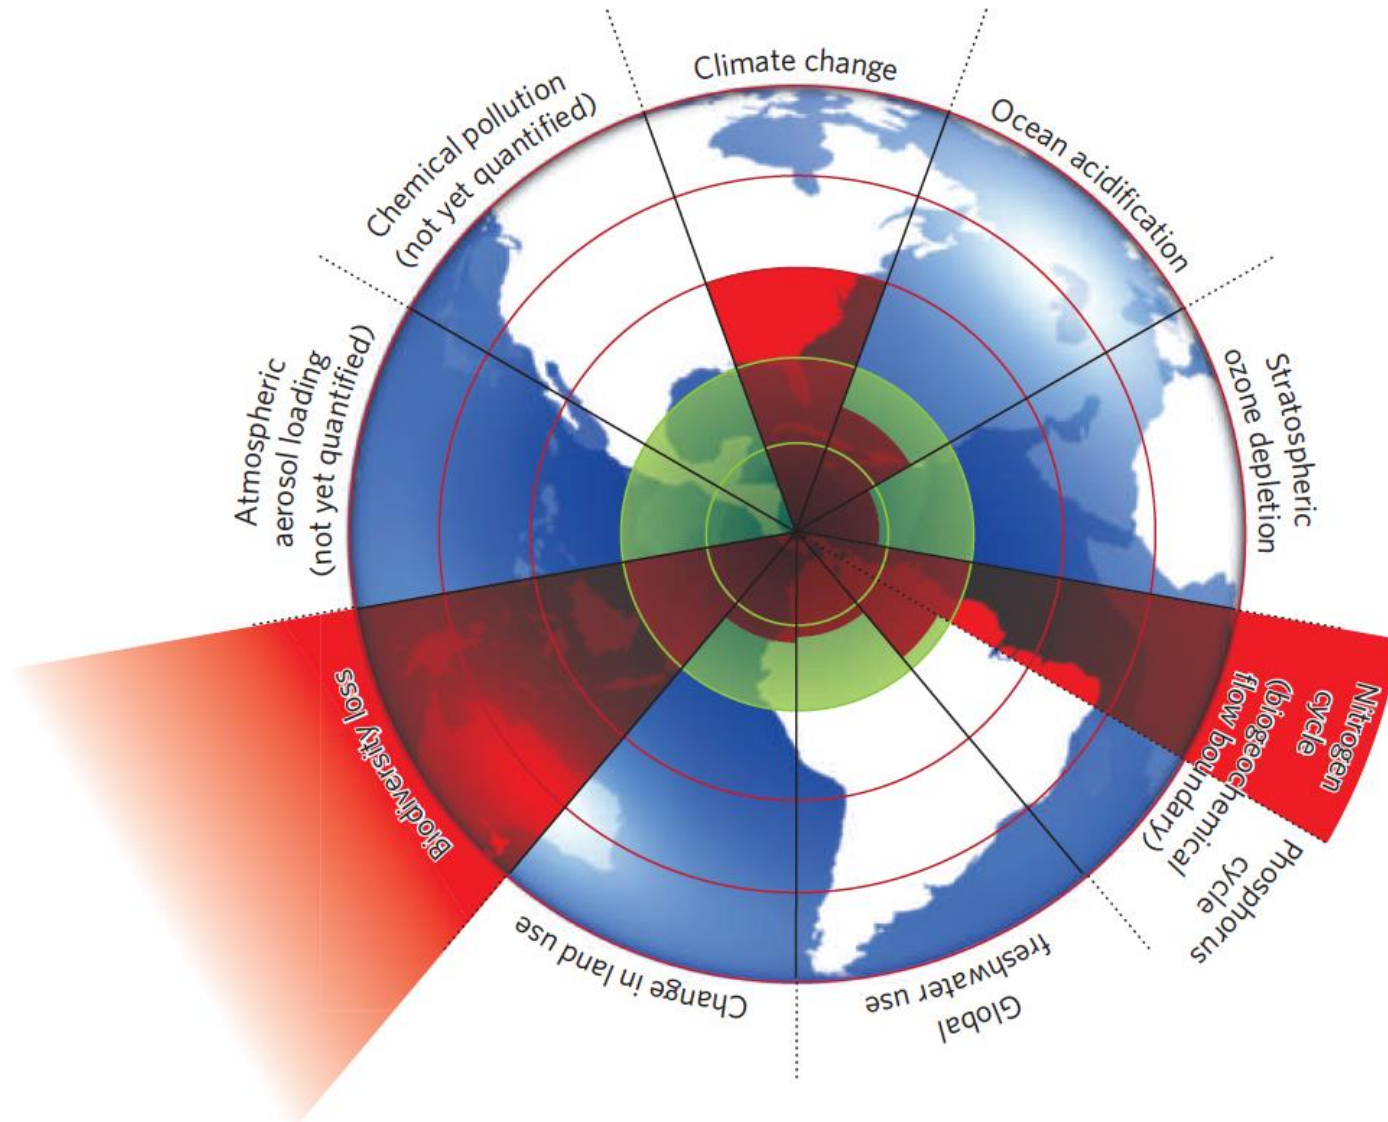 Climate change
Ocean acidification
Stratospheric
ozone depletion
Nitrogen
cycle
(biogeochemical
flow boundary)
Phosphorus
cycle
Global
freshwater use
Change in land use
Biodiversity loss
Atmospheric
aerosol loading
(not yet quantified)
Chemical pollution
(not yet quantified)